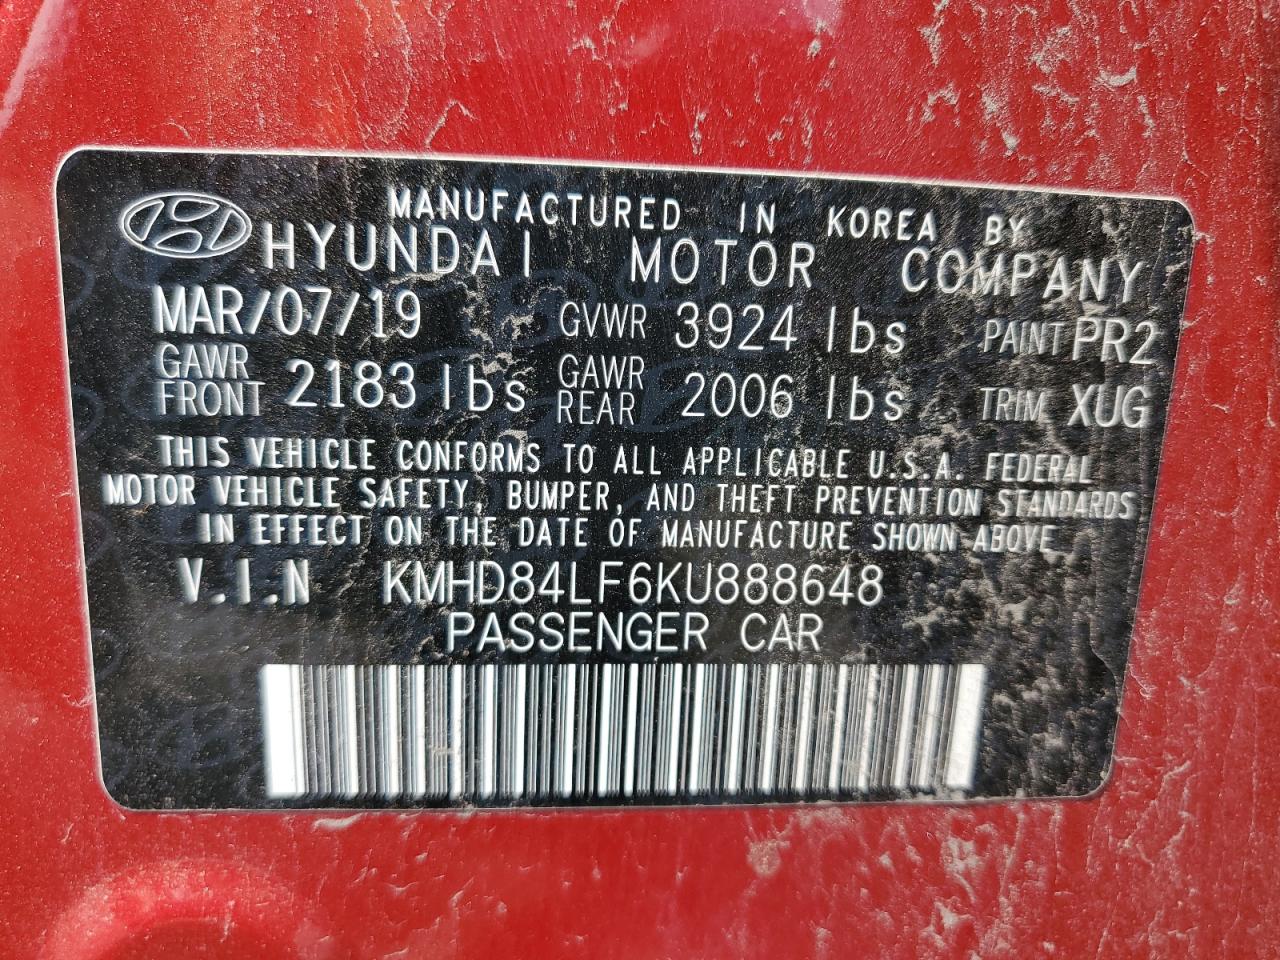 MANUFACTURED IN KOREA BY
HYUNDAI MOTOR COMPANY
MAR/07/19 GVWR 3924 lbs PAINT PR2
GAWR FRONT 2183 lbs GAWR REAR 2006 lbs TRIM XUG
THIS VEHICLE CONFORMS TO ALL APPLICABLE U.S.A. FEDERAL
MOTOR VEHICLE SAFETY, BUMPER, AND THEFT PREVENTION STANDARDS
IN EFFECT ON THE DATE OF MANUFACTURE SHOWN ABOVE
V.I.N KMHD84LF6KU888648
PASSENGER CAR